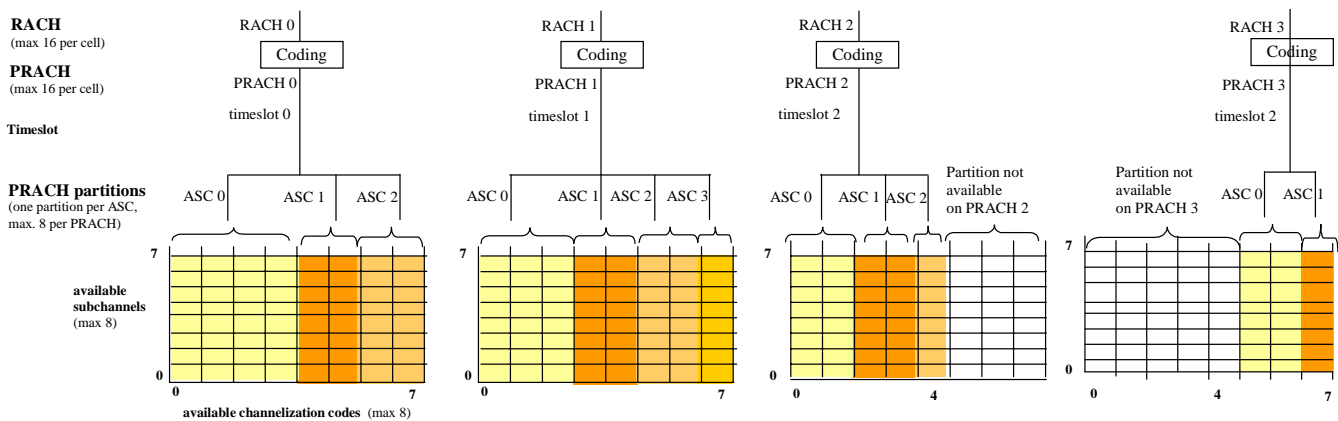 RACH
(max 16 per cell)
PRACH
(max 16 per cell)
Timeslot
PRACH partitions
(one partition per ASC,
max. 8 per PRACH)
available
subchannels
(max 8)
RACH 0
Coding
PRACH 0
timeslot 0
ASC 0
ASC 1
ASC 2
7
0
0
7
available channelization codes (max 8)
RACH 1
Coding
PRACH 1
timeslot 1
ASC 0
ASC 1
ASC 2
ASC 3
7
0
0
7
RACH 2
Coding
PRACH 2
timeslot 2
ASC 0
ASC 1
ASC 2
Partition not
available
on PRACH 2
7
0
0
4
RACH 3
Coding
PRACH 3
timeslot 2
Partition not
available
on PRACH 3
ASC 0
ASC 1
7
0
0
4
7